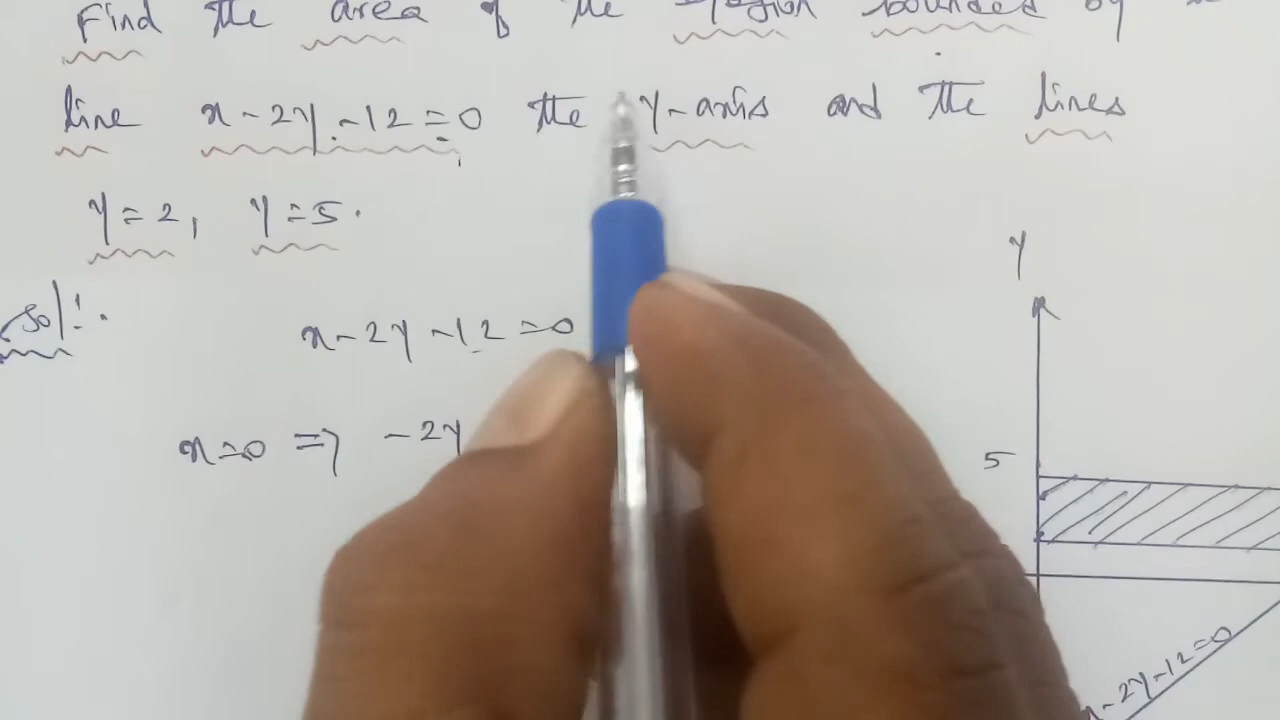 Find the area of the region bounded by
line x - 2y - 12 = 0 the y-axis and the lines
y = 2, y = 5.
Sol:.
x - 2y - 12 = 0
x = 0 => - 2y
Y
5
x - 2y - 12 = 0